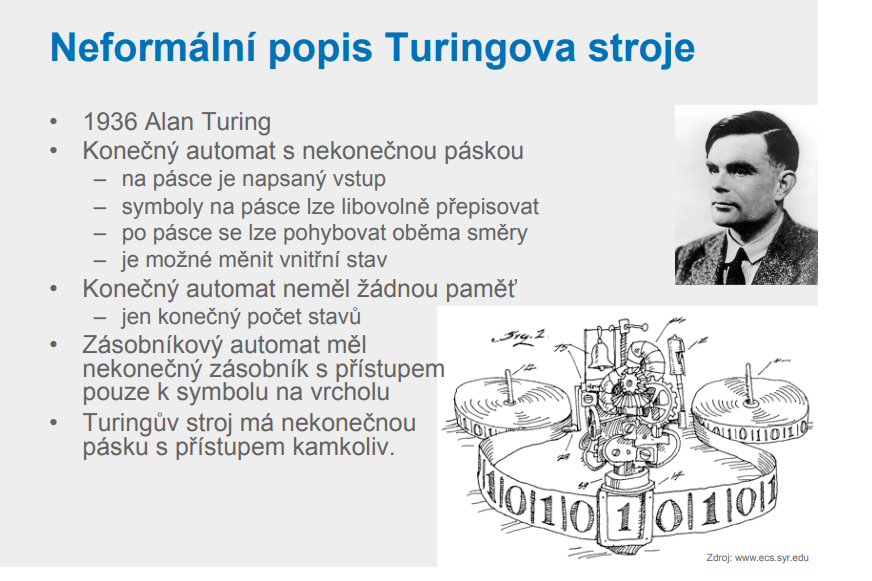 Neformální popis Turingova stroje
• 1936 Alan Turing
• Konečný automat s nekonečnou páskou
– na pásce je napsaný vstup
– symboly na pásce lze libovolně přepisovat
– po pásce se lze pohybovat oběma směry
– je možné měnit vnitřní stav
• Konečný automat neměl žádnou paměť
– jen konečný počet stavů
• Zásobníkový automat měl
nekonečný zásobník s přístupem
pouze k symbolu na vrcholu
• Turingův stroj má nekonečnou
pásku s přístupem kamkoliv.
1|0|1|0|1|0|1|0|1
Zdroj: www.ecs.syr.edu